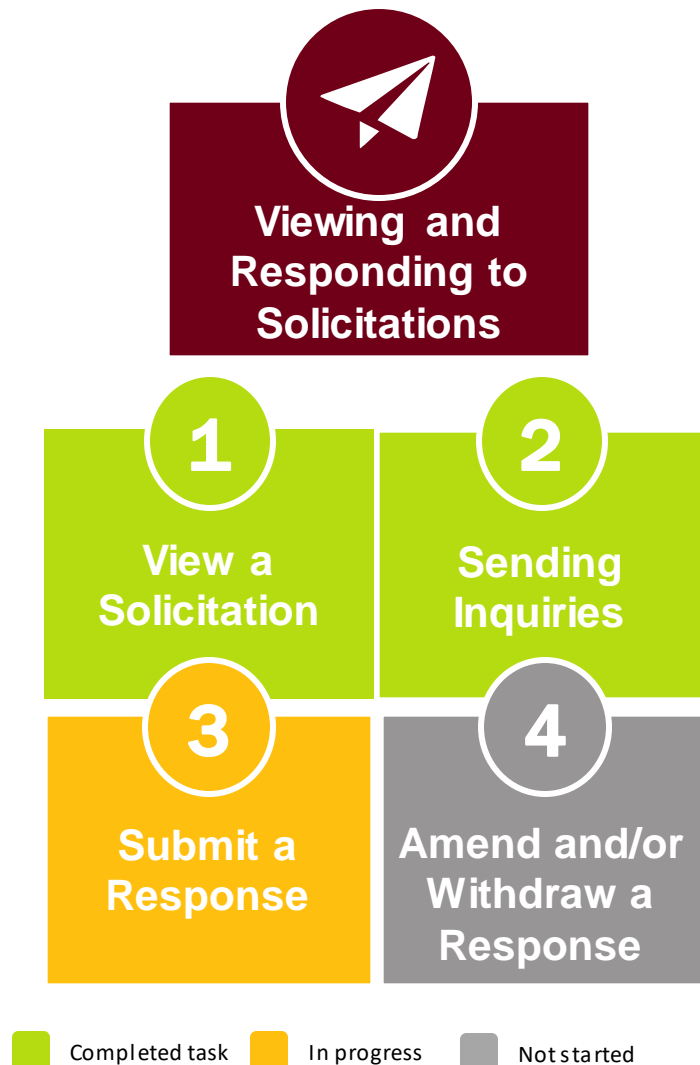 Viewing and
Responding to
Solicitations
1
2
View a
Solicitation
Sending
Inquiries
3
4
Submit a
Response
Amend and/or
Withdraw a
Response
Completed task
In progress
Not started